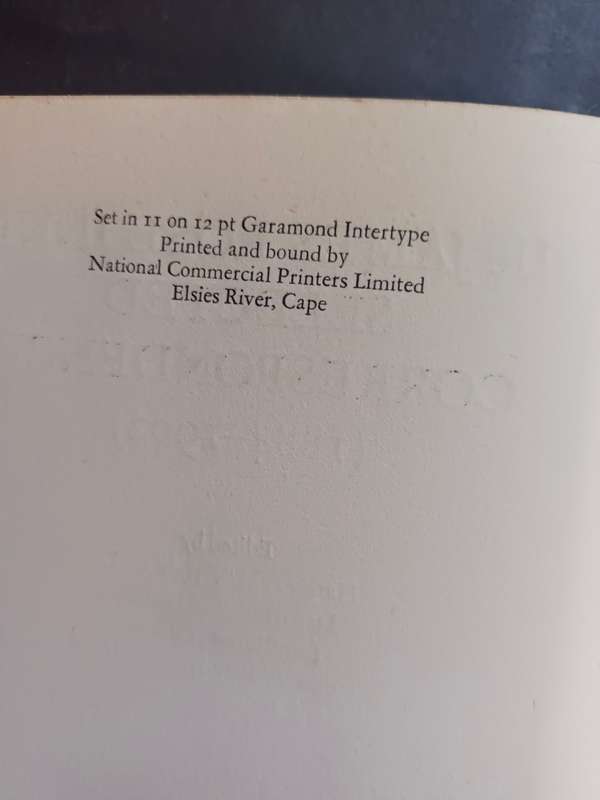 Set in 11 on 12 pt Garamond Intertype
Printed and bound by
National Commercial Printers Limited
Elsies River, Cape